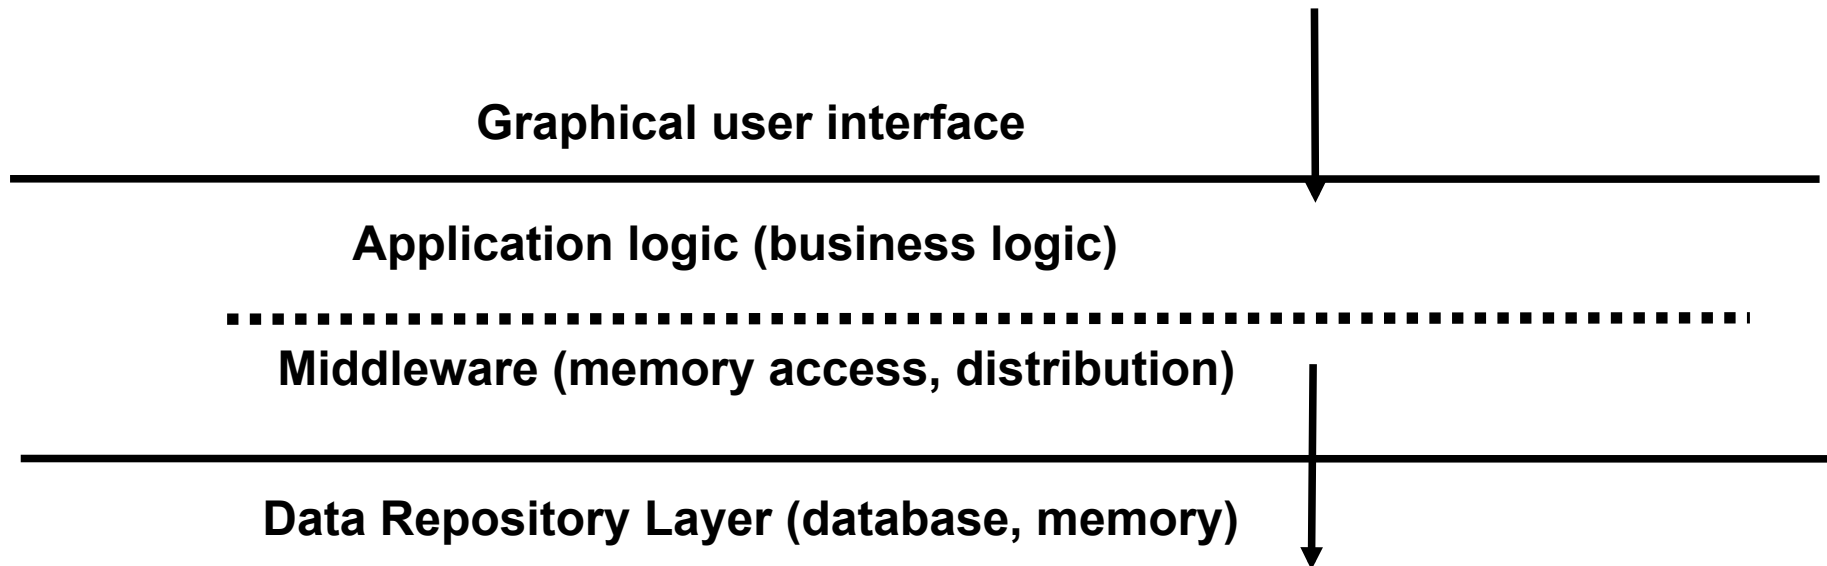 Graphical user interface
Application logic (business logic)
Middleware (memory access, distribution)
Data Repository Layer (database, memory)